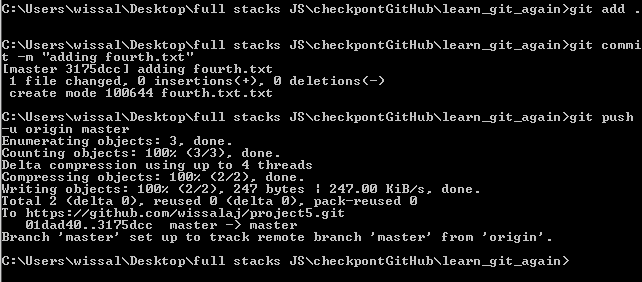 C:\Users\wissal\Desktop\full stacks JS\checkpontGitHub\learn_git_again>git add .
C:\Users\wissal\Desktop\full stacks JS\checkpontGitHub\learn_git_again>git commi
t -m "adding fourth.txt"
[master 3175dcc] adding fourth.txt
 1 file changed, 0 insertions(+), 0 deletions(-)
 create mode 100644 fourth.txt.txt
C:\Users\wissal\Desktop\full stacks JS\checkpontGitHub\learn_git_again>git push
-u origin master
Enumerating objects: 3, done.
Counting objects: 100% (3/3), done.
Delta compression using up to 4 threads
Compressing objects: 100% (2/2), done.
Writing objects: 100% (2/2), 247 bytes ¦ 247.00 KiB/s, done.
Total 2 (delta 0), reused 0 (delta 0), pack-reused 0
To https://github.com/wissalaj/project5.git
   01dad40..3175dcc  master -> master
Branch 'master' set up to track remote branch 'master' from 'origin'.
C:\Users\wissal\Desktop\full stacks JS\checkpontGitHub\learn_git_again>